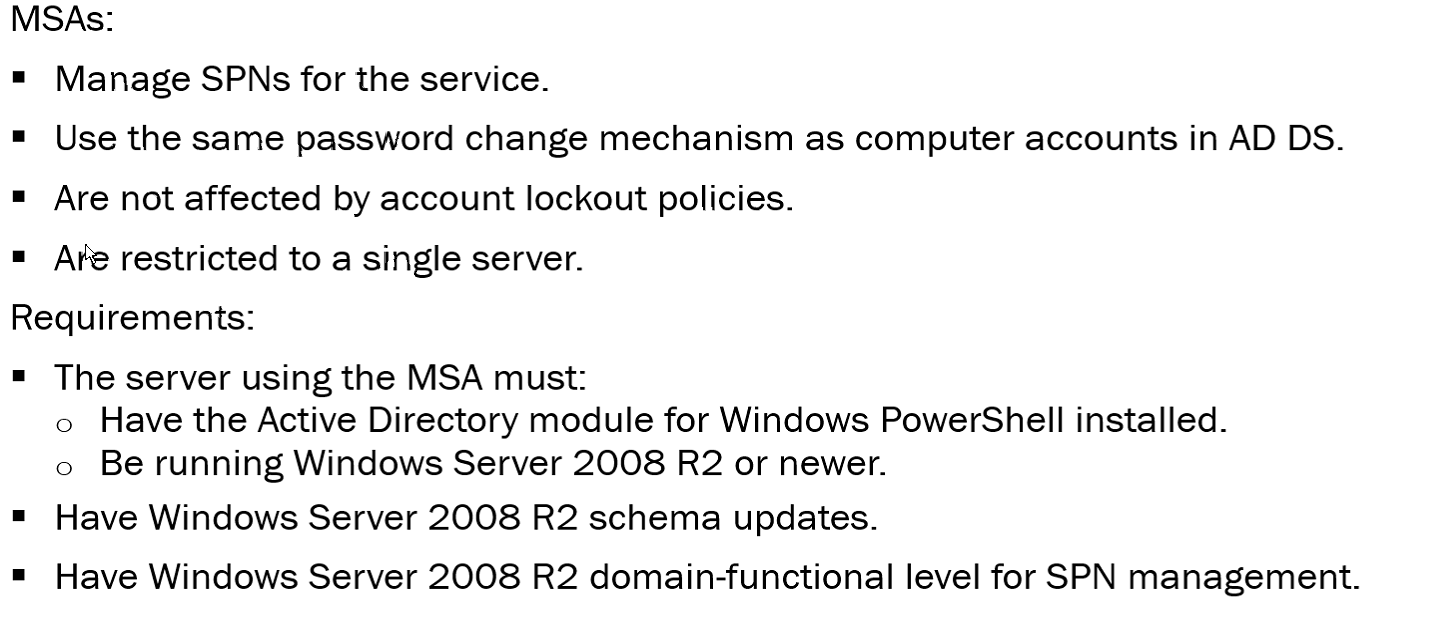 MSAs:
▪ Manage SPNs for the service.
▪ Use the same password change mechanism as computer accounts in AD DS.
▪ Are not affected by account lockout policies.
▪ Are restricted to a single server.
Requirements:
▪ The server using the MSA must:
o Have the Active Directory module for Windows PowerShell installed.
o Be running Windows Server 2008 R2 or newer.
▪ Have Windows Server 2008 R2 schema updates.
▪ Have Windows Server 2008 R2 domain-functional level for SPN management.